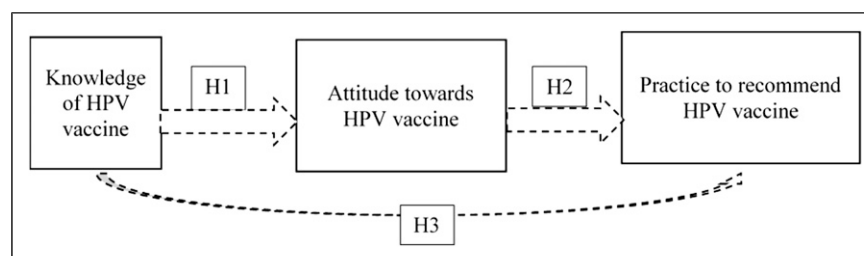 Knowledge
of HPV
vaccine
H1
Attitude towards
HPV vaccine
H2
Practice to recommend
HPV vaccine
H3